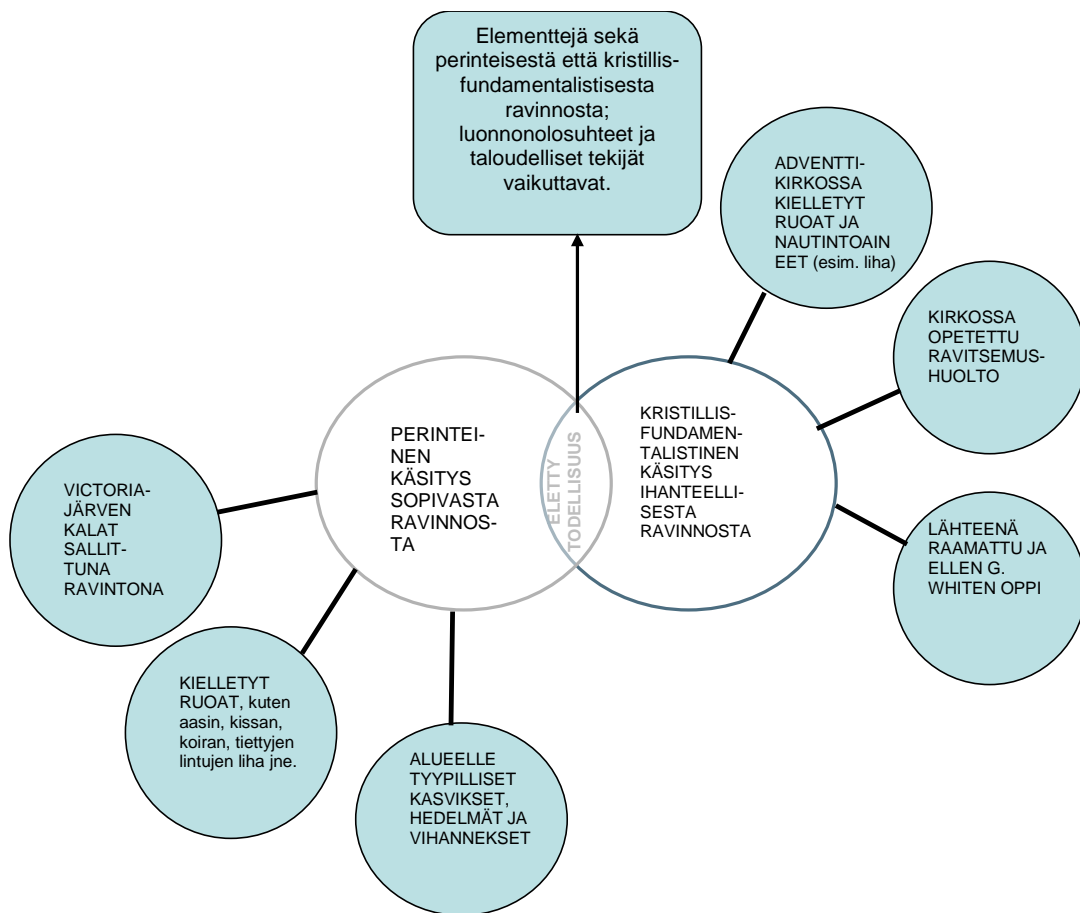 Elementtejä sekä
perinteisestä että kristillis-
fundamentalistisesta
ravinnosta;
luonnonolosuhteet ja
taloudelliset tekijät
vaikuttavat.
ADVENTTI-
KIRKOSSA
KIELLETYT
RUOAT JA
NAUTINTOAIN
EET (esim. liha)
KIRKOSSA
OPETETTU
RAVITSEMUS-
HUOLTO
PERINTEI-
NEN
KÄSITYS
SOPIVASTA
RAVINNOS-
TA
ELETTY
TODELLISUUS
KRISTILLIS-
FUNDAMEN-
TALISTINEN
KÄSITYS
IHANTEELLI-
SESTA
RAVINNOSTA
VICTORIA-
JÄRVEN
KALAT
SALLIT-
TUNA
RAVINTONA
LÄHTEENÄ
RAAMATTU JA
ELLEN G.
WHITEN OPPI
KIELLETYT
RUOAT, kuten
aasin, kissan,
koiran, tiettyjen
lintujen liha jne.
ALUEELLE
TYYPILLISET
KASVIKSET,
HEDELMÄT JA
VIHANNEKSET